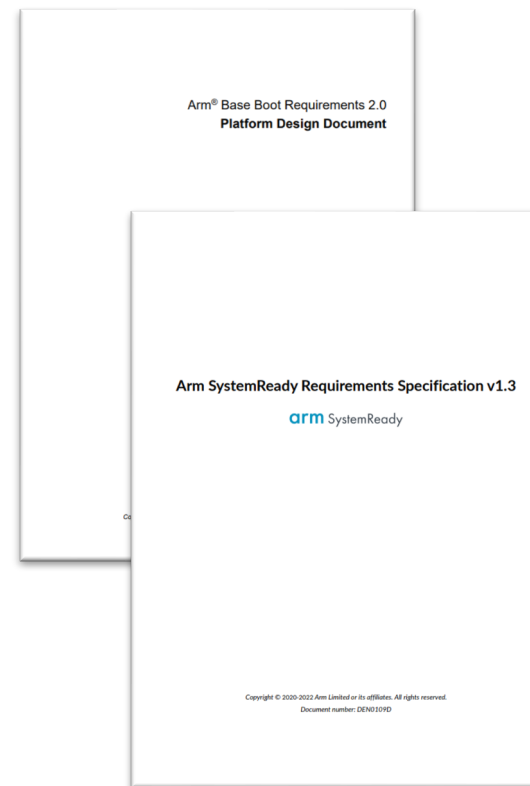 Arm® Base Boot Requirements 2.0
Platform Design Document
Arm SystemReady Requirements Specification v1.3
arm SystemReady
Copyright © 2020-2022 Arm Limited or its affiliates. All rights reserved.
Document number: DEN0109D